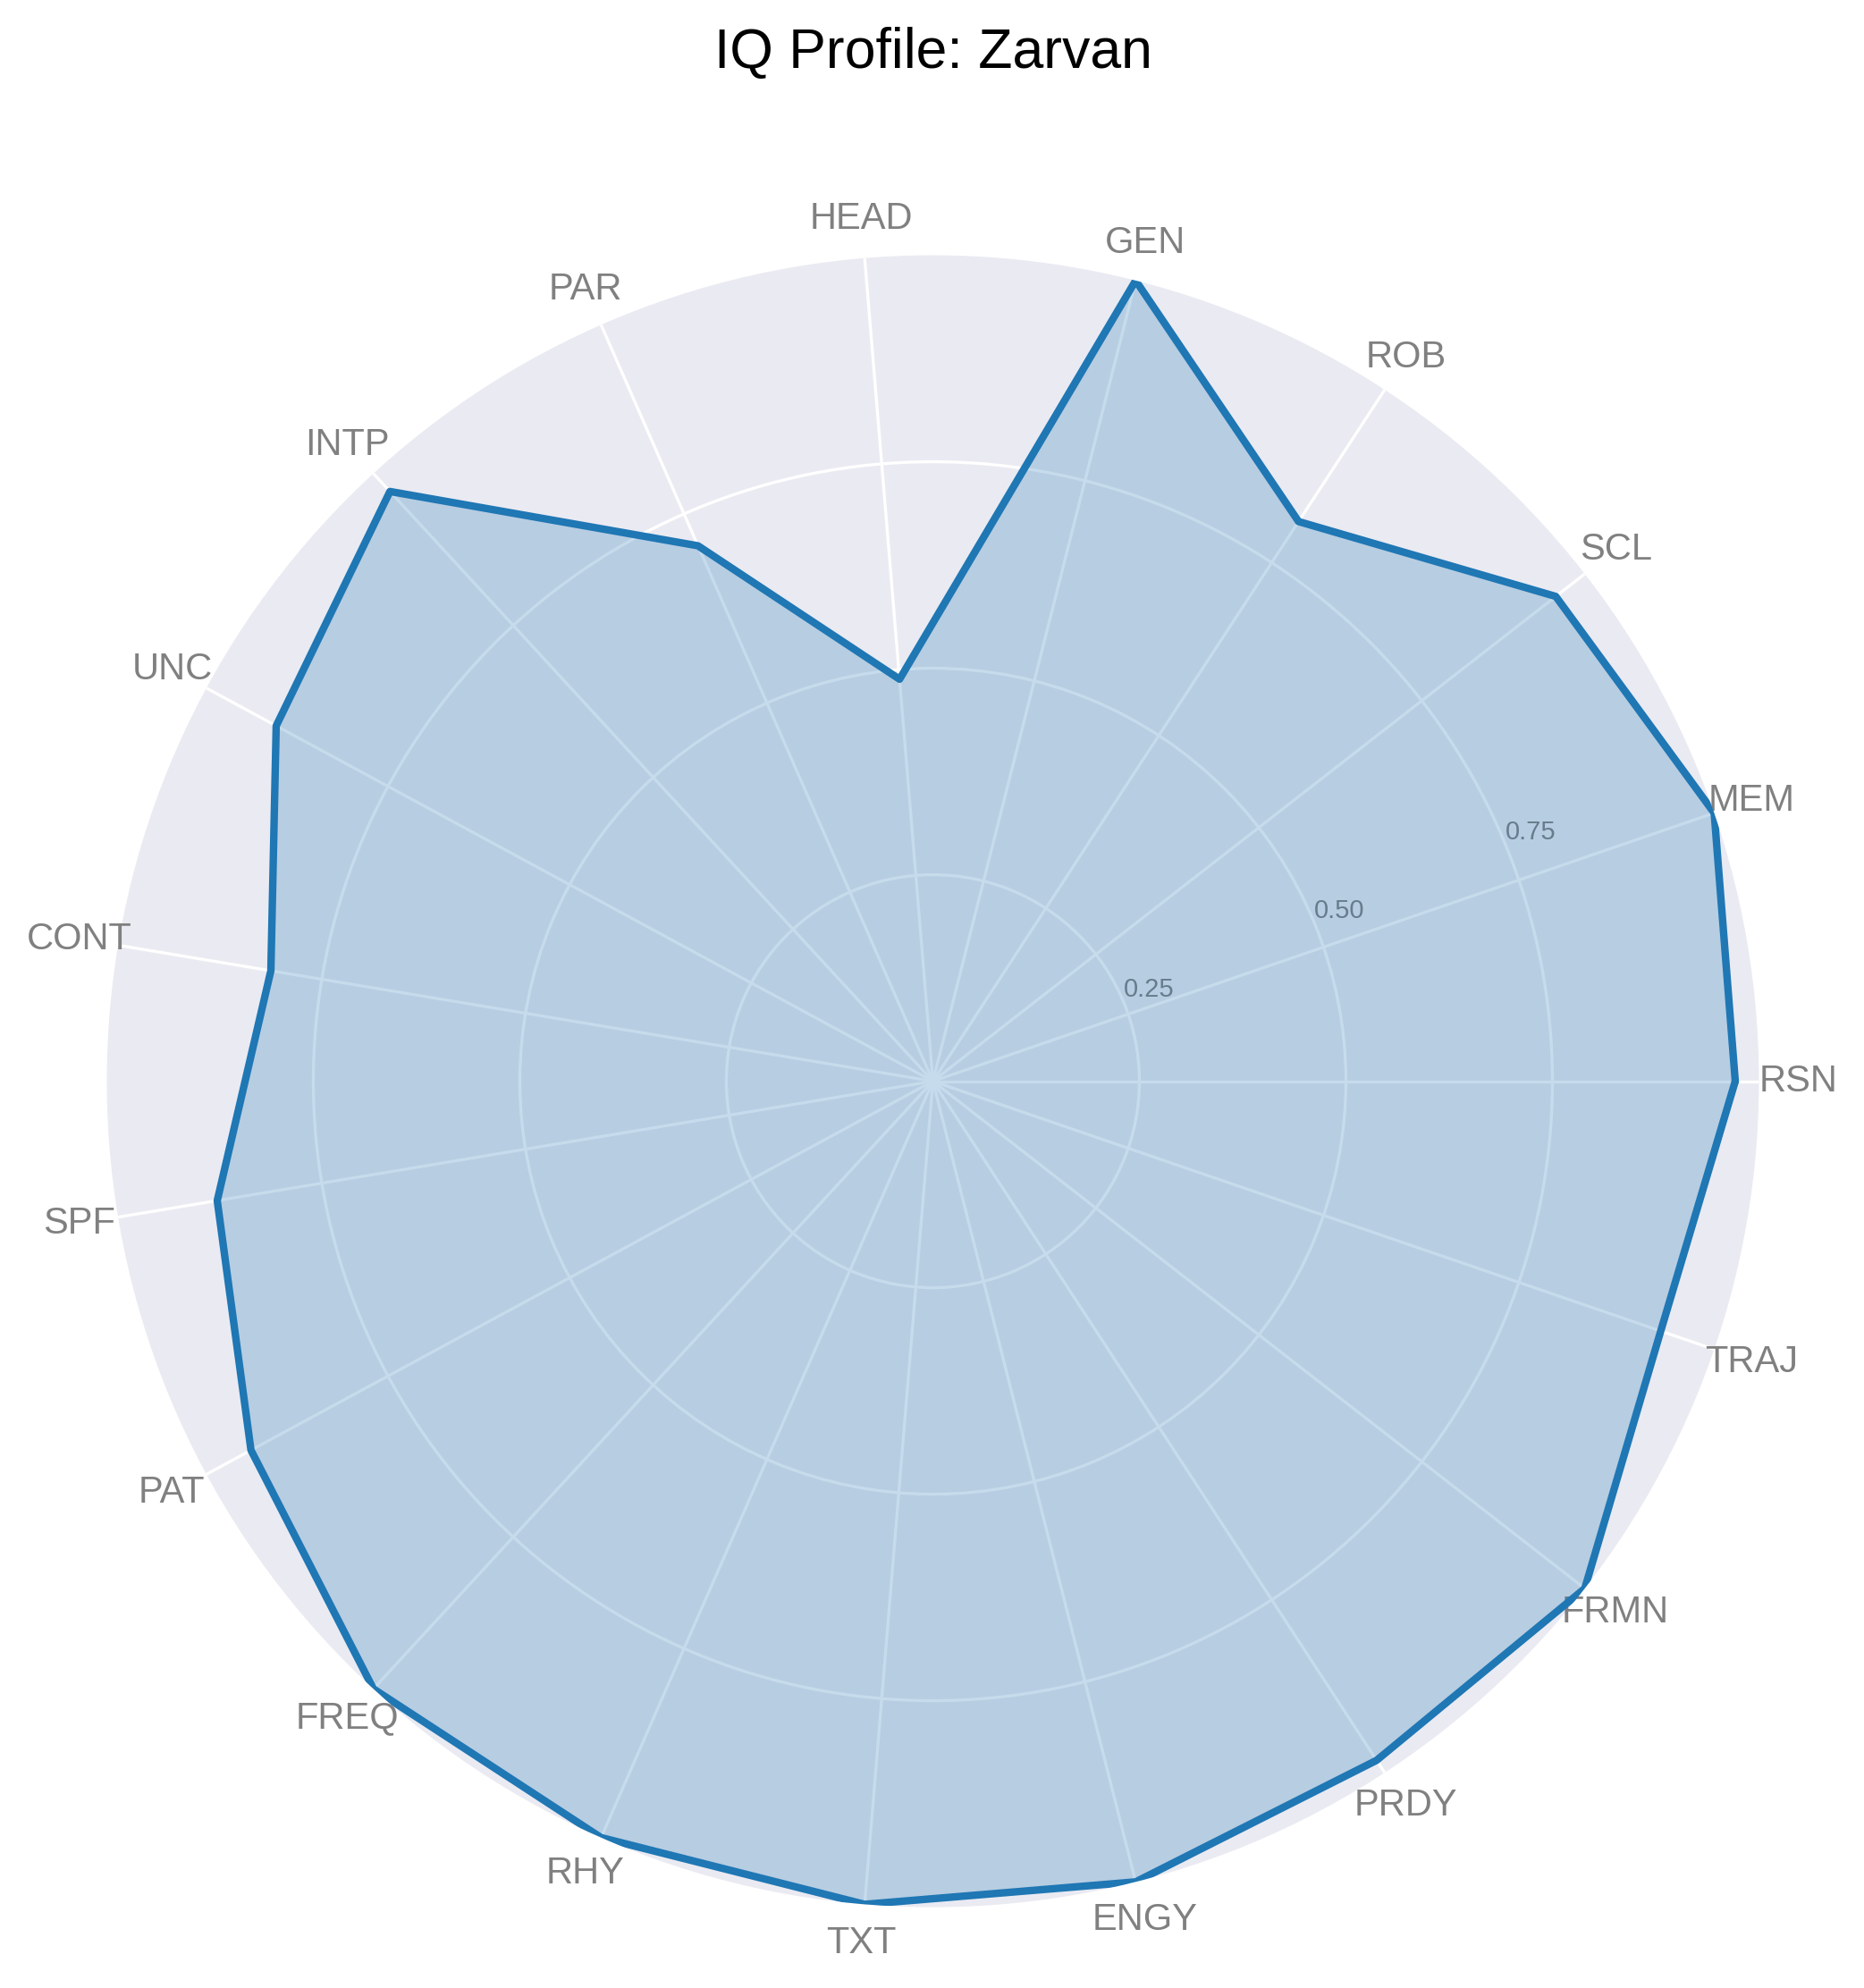 IQ Profile: Zarvan
HEAD
GEN
PAR
ROB
INTP
SCL
UNC
MEM
0.75
0.50
CONT
0.25
RSN
SPF
TRAJ
PAT
FRMN
FREQ
PRDY
RHY
ENGY
TXT